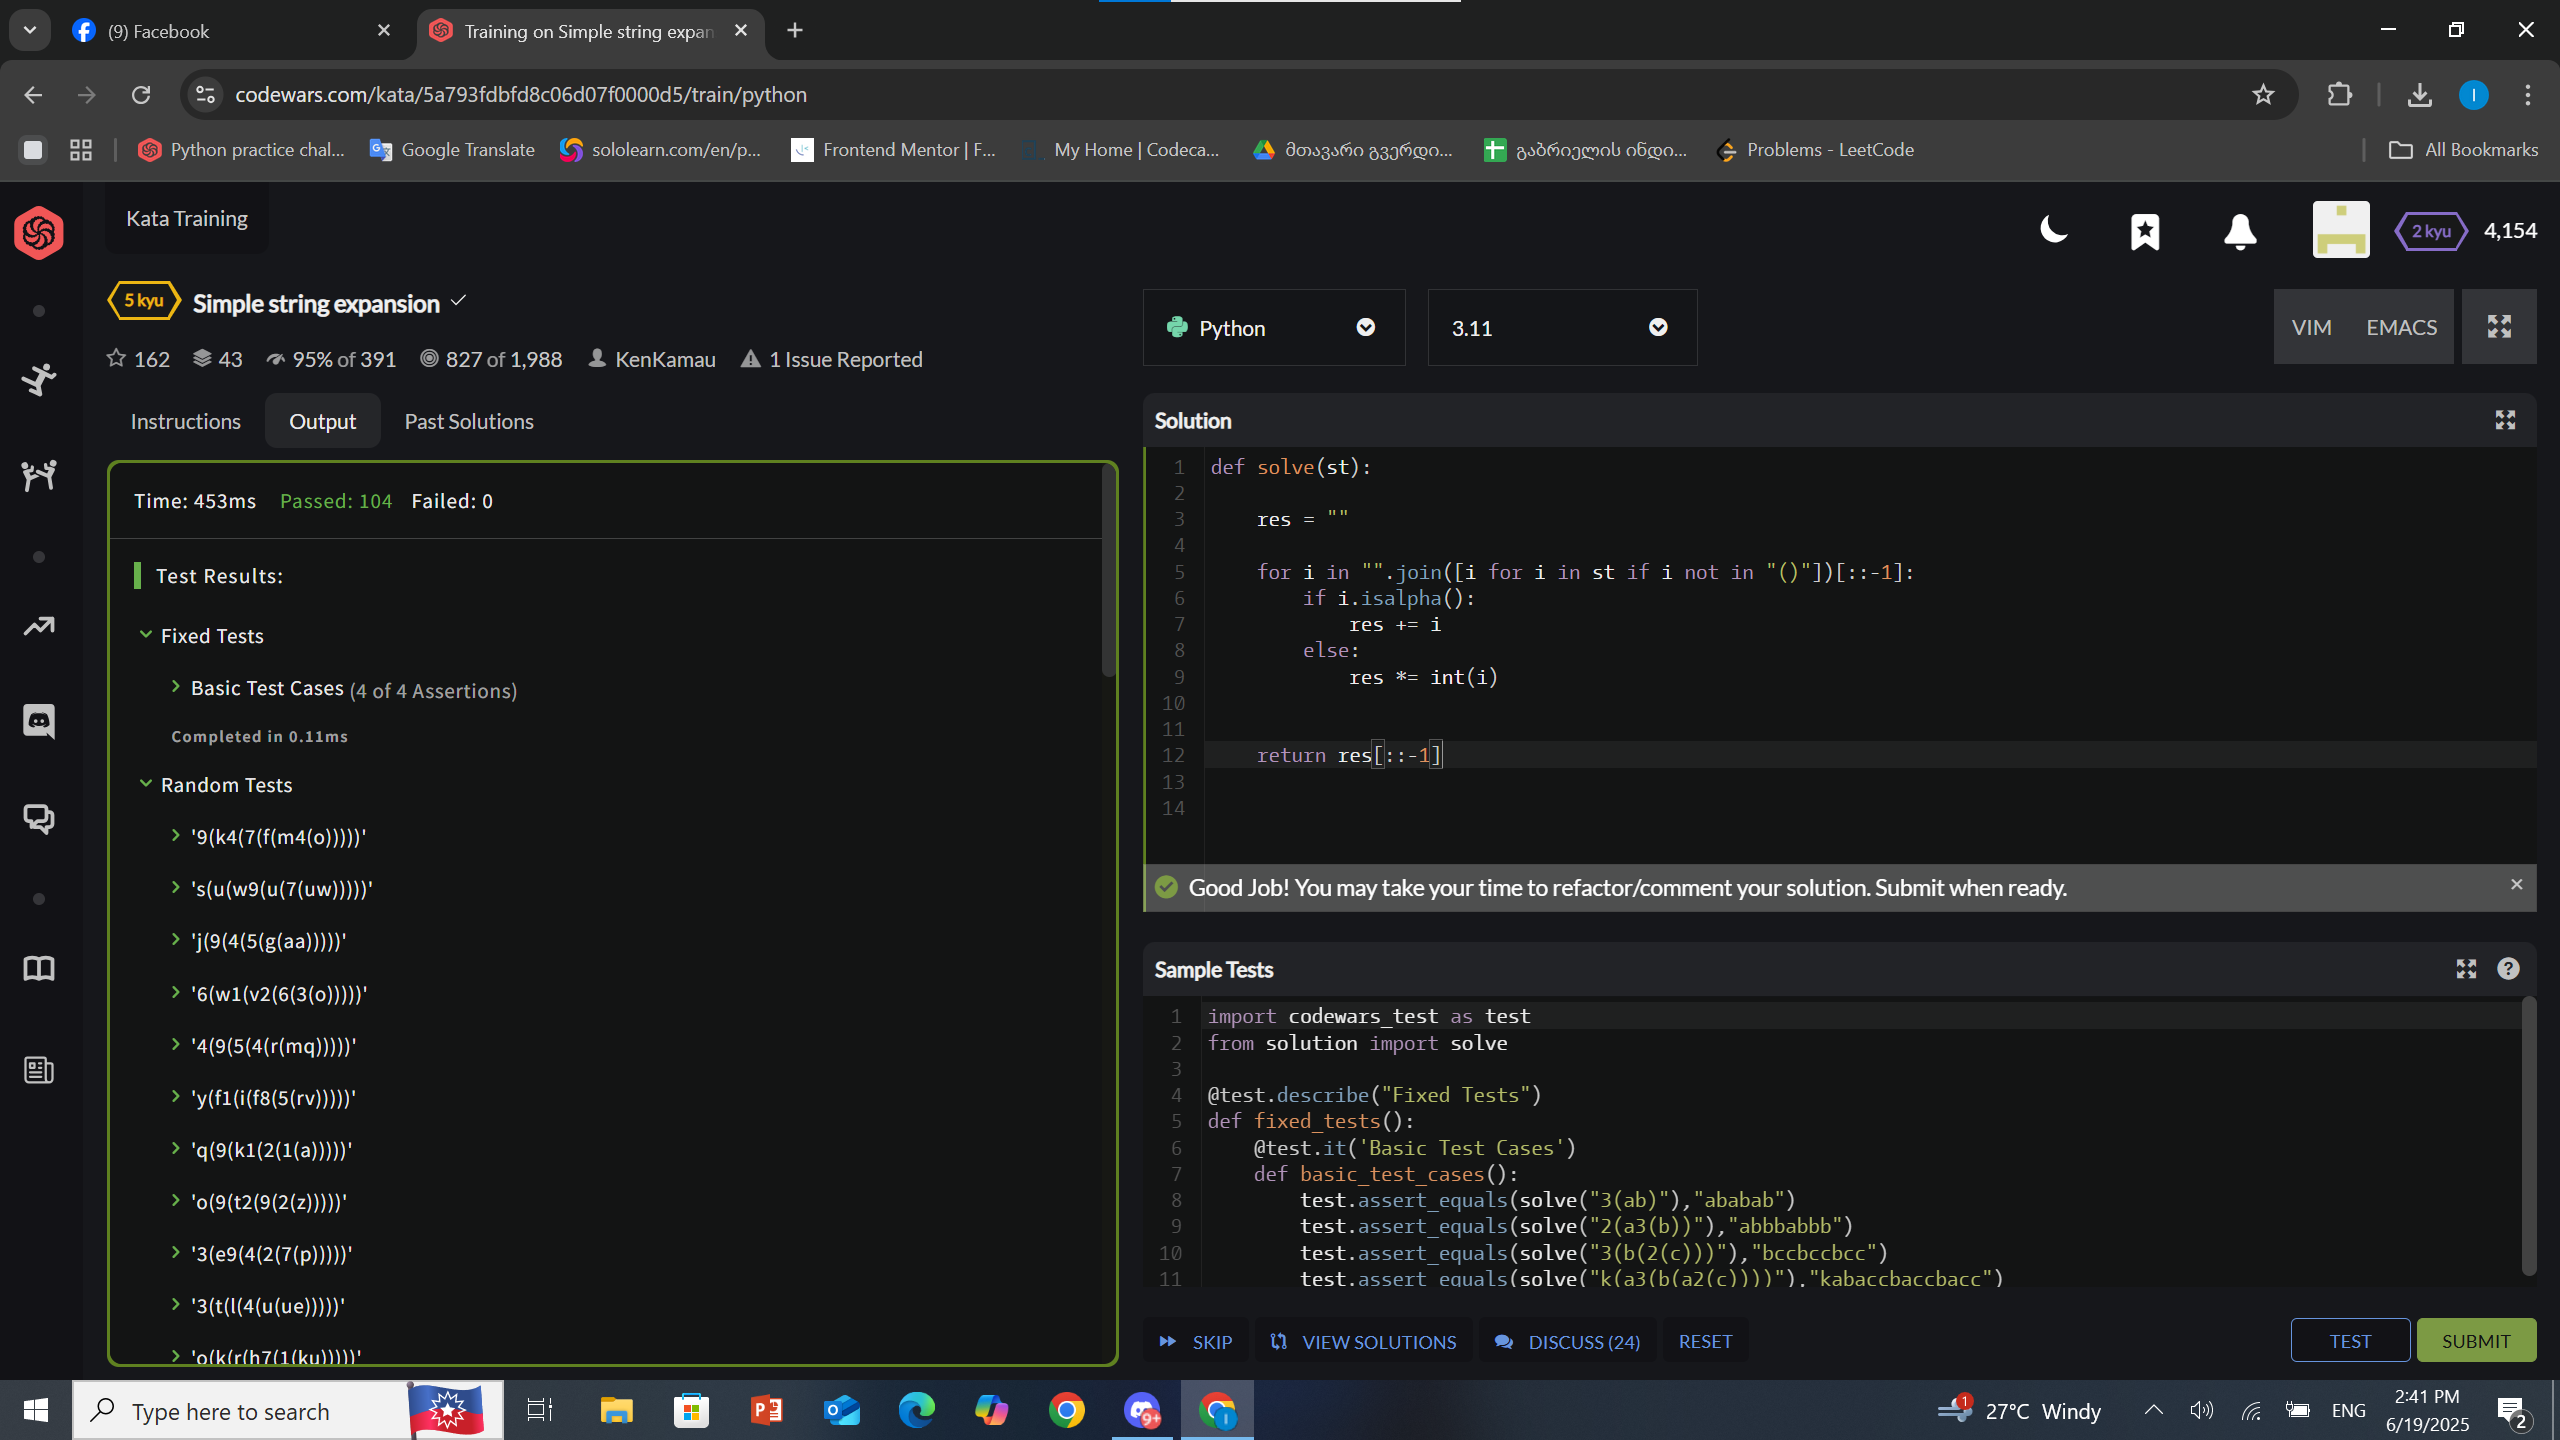 (9) Facebook
Training on Simple string expan
codewars.com/kata/5a793fdbfd8c06d07f0000d5/train/python
I
Python practice chal...
Google Translate
sololearn.com/en/p...
Frontend Mentor | F...
My Home | Codeca...
მთავარი გვერდი...
გაბრიელის ინდი...
Problems - LeetCode
All Bookmarks
Kata Training
2 kyu
4,154
5 kyu
Simple string expansion
162
43
95% of 391
827 of 1,988
KenKamau
1 Issue Reported
Instructions
Output
Past Solutions
Time: 453ms Passed: 104 Failed: 0
Test Results:
Fixed Tests
Basic Test Cases (4 of 4 Assertions)
Completed in 0.11ms
Random Tests
'9(k4(7(f(m4(o)))))'
's(u(w9(u(7(uw)))))'
'j(9(4(5(g(aa)))))'
'6(w1(v2(6(3(o)))))'
'4(9(5(4(r(mq)))))'
'y(f1(i(f8(5(rv)))))'
'q(9(k1(2(1(a)))))'
'o(9(t2(9(2(z)))))'
'3(e9(4(2(7(p)))))'
'3(t(l(4(u(ue)))))'
'o(k(r(h7(1(ku)))))'
Python
3.11
VIM
EMACS
Solution
1 def solve(st):
2
3 res = ""
4
5 for i in "".join([i for i in st if i not in "()"])[::-1]:
6 if i.isalpha():
7 res += i
8 else:
9 res *= int(i)
10
11
12 return res[::-1]
13
14
Good Job! You may take your time to refactor/comment your solution. Submit when ready.
Sample Tests
1 import codewars_test as test
2 from solution import solve
3
4 @test.describe("Fixed Tests")
5 def fixed_tests():
6 @test.it('Basic Test Cases')
7 def basic_test_cases():
8 test.assert_equals(solve("3(ab)"),"ababab")
9 test.assert_equals(solve("2(a3(b))"),"abbbabbb")
10 test.assert_equals(solve("3(b(2(c)))"),"bccbccbcc")
11 test.assert_equals(solve("k(a3(b(a2(c))))"),"kabaccbaccbacc")
SKIP
VIEW SOLUTIONS
DISCUSS (24)
RESET
TEST
SUBMIT
Type here to search
9+
1
27°C Windy
ENG
2:41 PM
6/19/2025
2